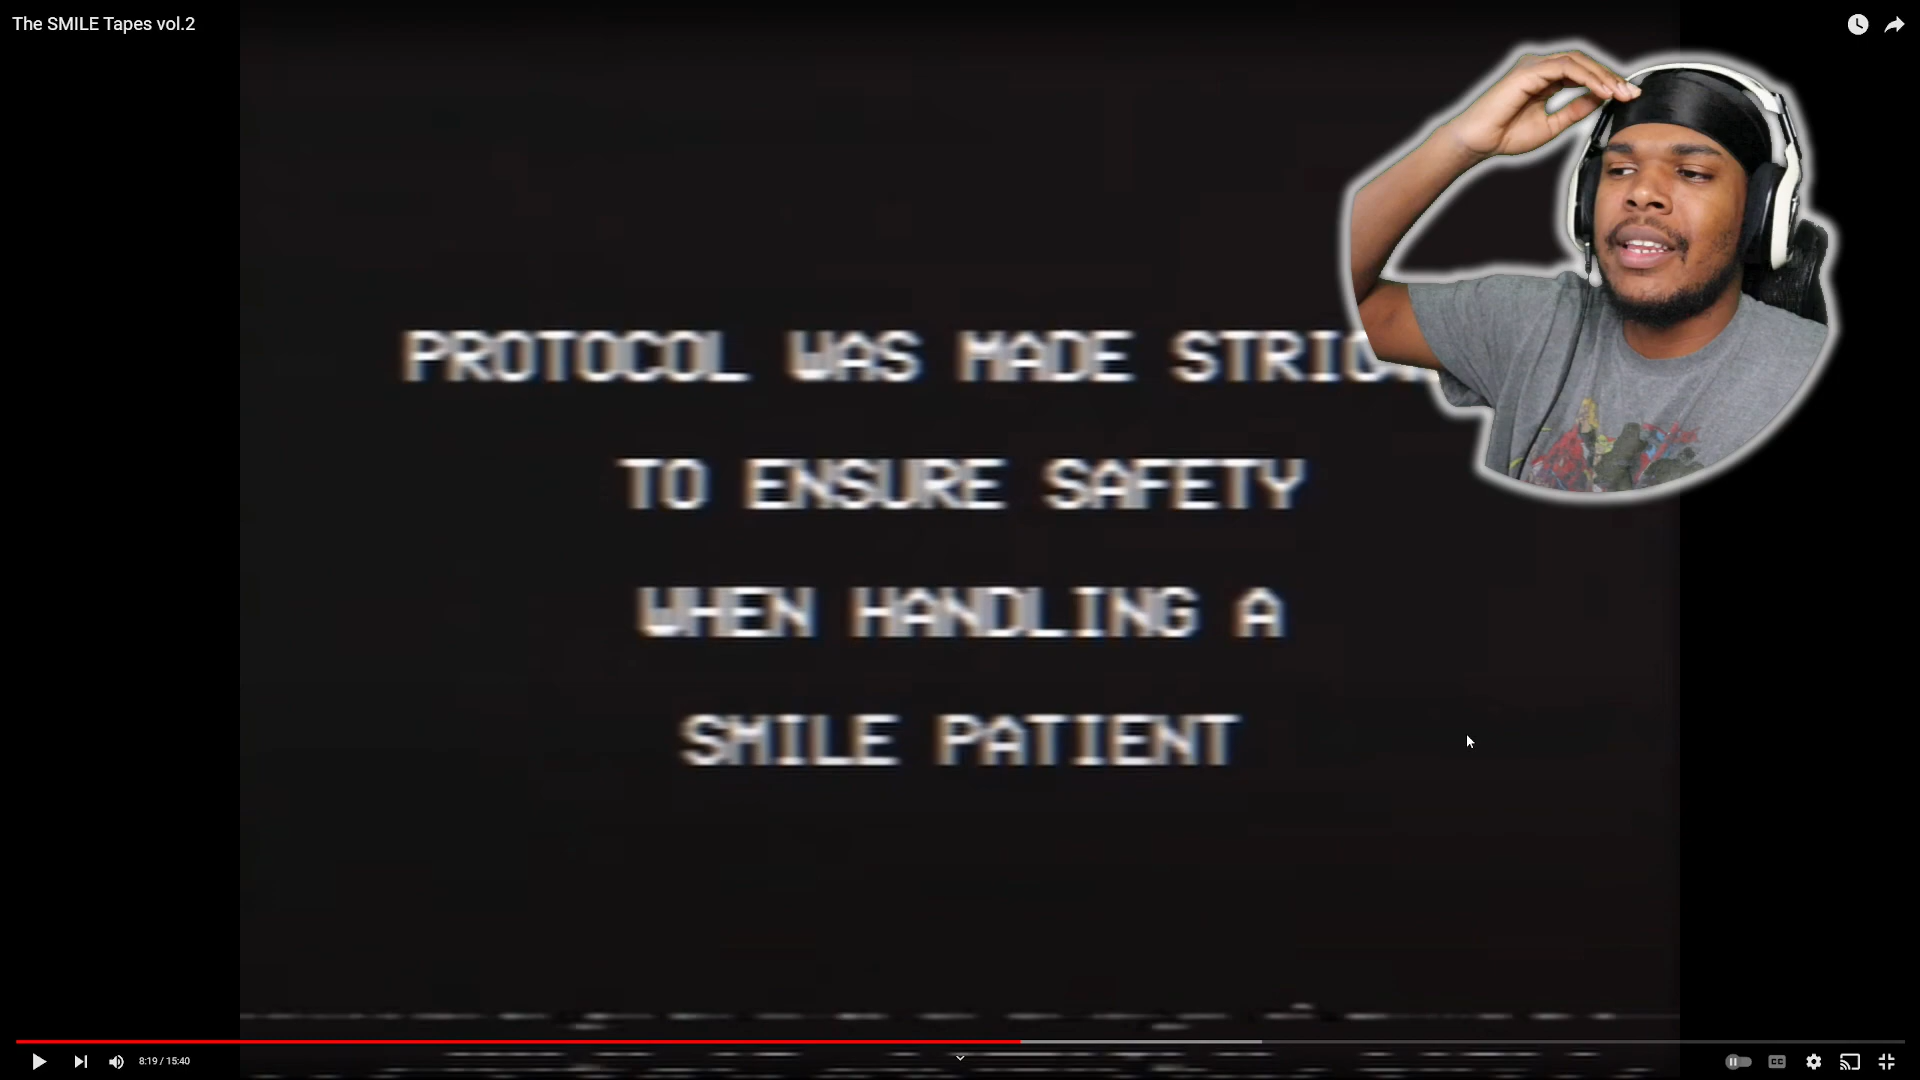 The SMILE Tapes vol.2
PROTOCOL WAS MADE
TO ENSURE SAFETY
WHEN HANDLING A
SMILE PATIENT
8:19 / 15:40
CC